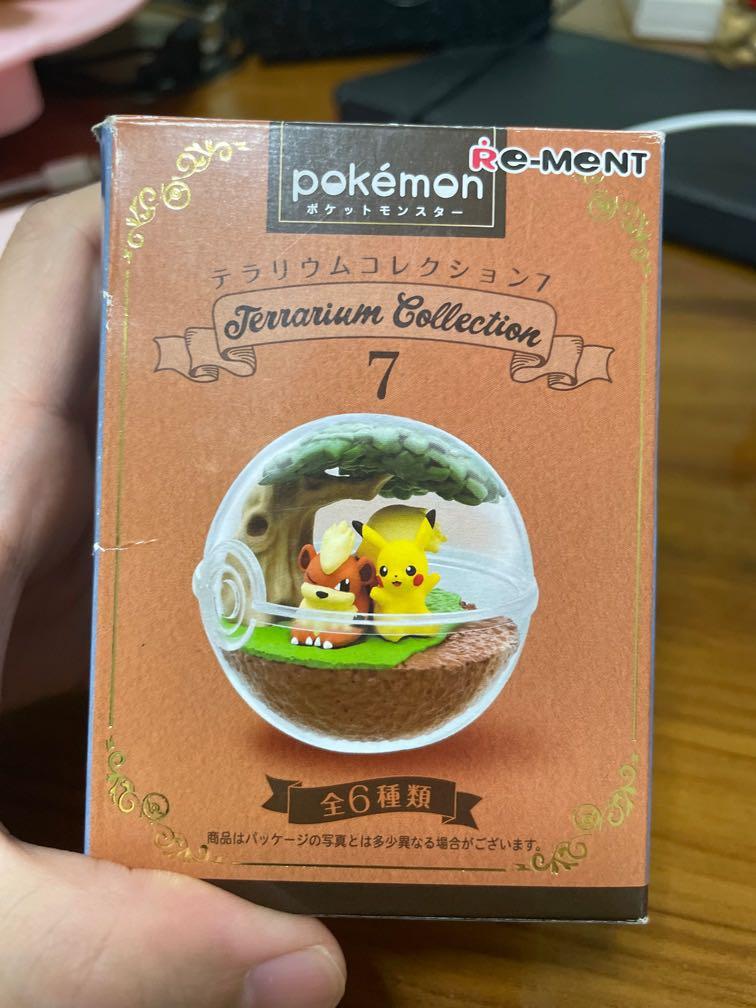 Re-MeNT
pokémon
ポケットモンスター
テラリウムコレクション7
Terrarium Collection
7
全6種類
商品はパッケージの写真とは多少異なる場合がございます。